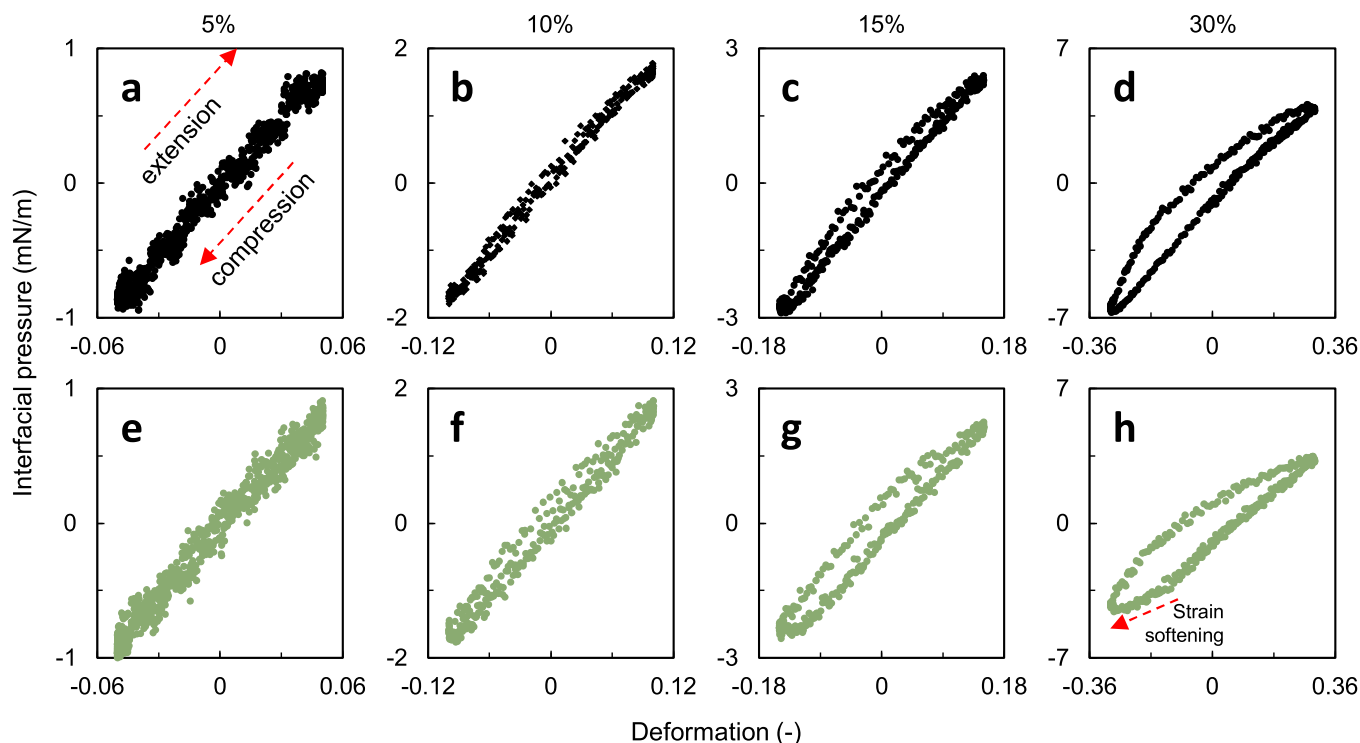 5% 10% 15% 30%
Interfacial pressure (mN/m)
1
0
-1
-0.06 0 0.06
a
extension
compression
2
0
-2
-0.12 0 0.12
b
3
0
-3
-0.18 0 0.18
c
7
0
-7
-0.36 0 0.36
d
1
0
-1
-0.06 0 0.06
e
2
0
-2
-0.12 0 0.12
f
3
0
-3
-0.18 0 0.18
g
7
0
-7
-0.36 0 0.36
h
Strain
softening
Deformation (-)